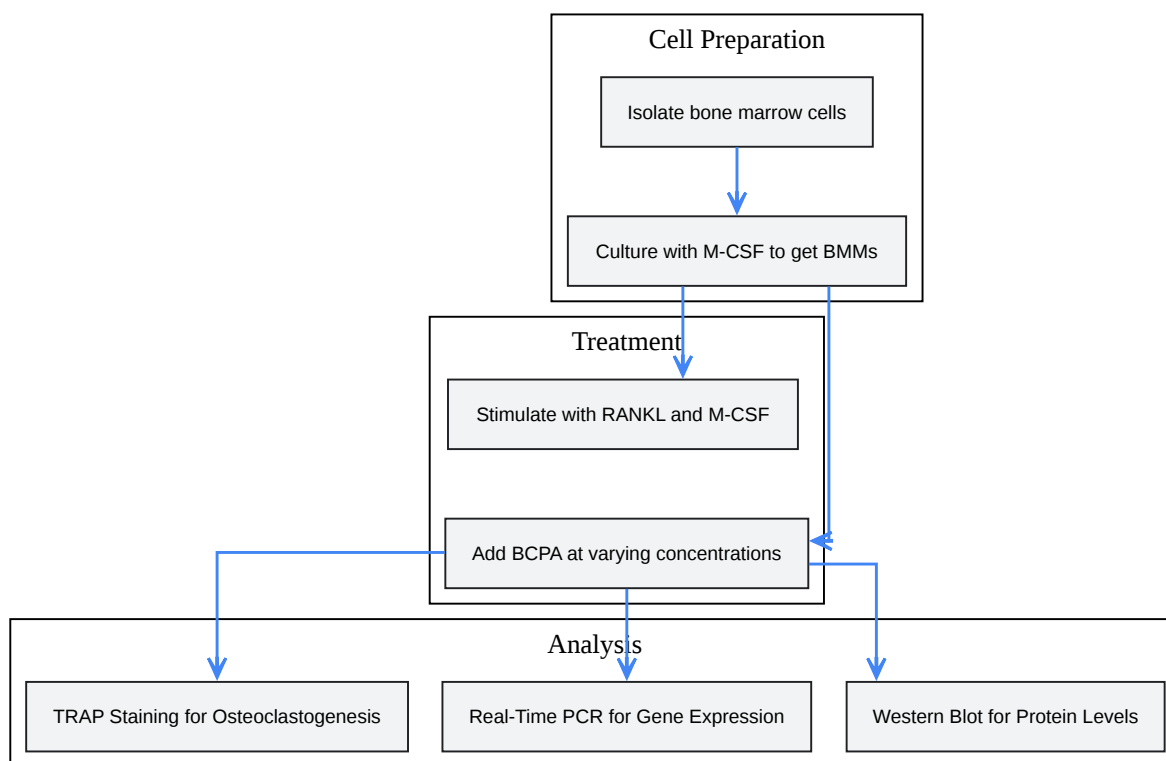 Cell Preparation
Isolate bone marrow cells
Culture with M-CSF to get BMMs
Treatment
Stimulate with RANKL and M-CSF
Add BCPA at varying concentrations
Analysis
TRAP Staining for Osteoclastogenesis
Real-Time PCR for Gene Expression
Western Blot for Protein Levels